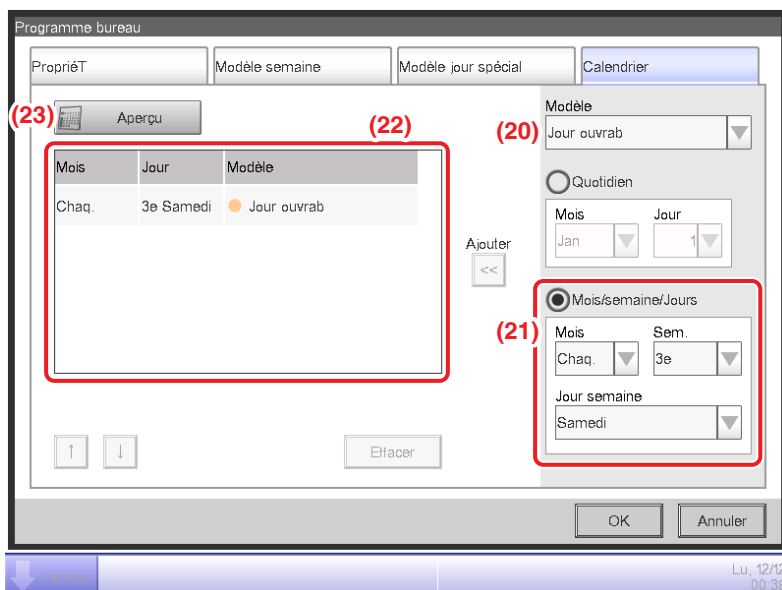 Programme bureau
PropriéT
Modèle semaine
Modèle jour spécial
Calendrier
(23)
Aperçu
(22)
Mois
Jour
Modèle
Chaq.
3e Samedi
Jour ouvrab
Ajouter
<<
(20)
Modèle
Jour ouvrab
Quotidien
Mois
Jour
Jan
1
Mois/semaine/Jours
(21)
Mois
Sem.
Chaq.
3e
Jour semaine
Samedi
↑
↓
Effacer
OK
Annuler
Fermer
Lu, 12/12